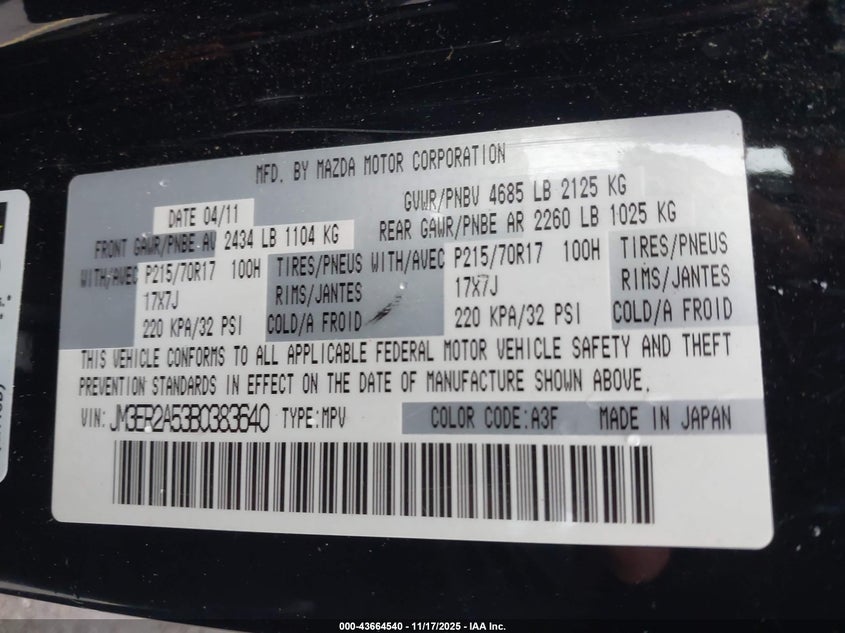 MFD. BY MAZDA MOTOR CORPORATION
DATE 04/11 GVWR/PNBV 4685 LB 2125 KG
FRONT GAWR/PNBE AV 2434 LB 1104 KG REAR GAWR/PNBE AR 2260 LB 1025 KG
WITH/AVEC P215/70R17 100H TIRES/PNEUS WITH/AVEC P215/70R17 100H TIRES/PNEUS
17X7J RIMS/JANTES 17X7J RIMS/JANTES
220 KPA/32 PSI COLD/A FROID 220 KPA/32 PSI COLD/A FROID
THIS VEHICLE CONFORMS TO ALL APPLICABLE FEDERAL MOTOR VEHICLE SAFETY AND THEFT
PREVENTION STANDARDS IN EFFECT ON THE DATE OF MANUFACTURE SHOWN ABOVE.
VIN: JM3ER2A53B0383640 TYPE:MPV COLOR CODE:A3F MADE IN JAPAN
000-43664540 - 11/17/2025 - IAA Inc.